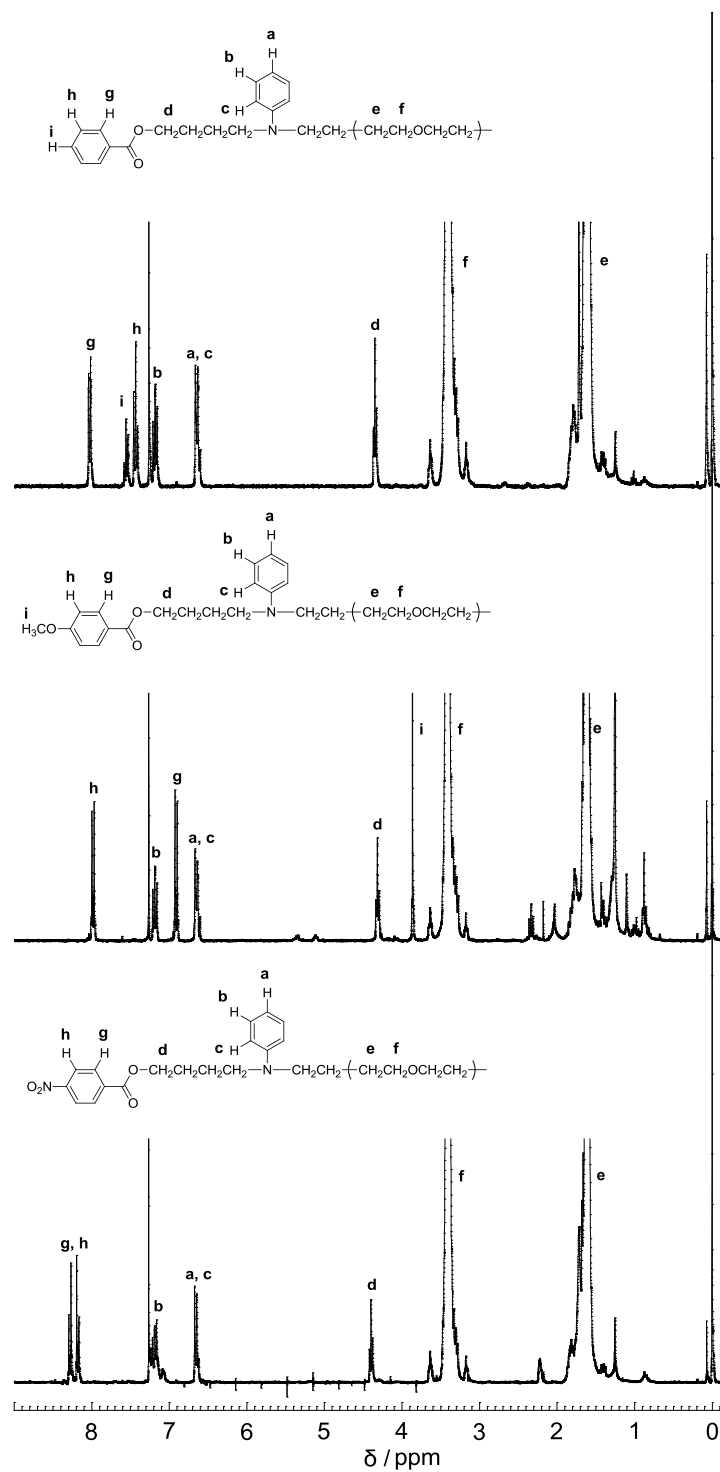 a
H
b
H
h
g
H
H
c
H
d
e
f
i
H
O
CH₂CH₂CH₂CH₂
N
CH₂CH₂
(
CH₂CH₂OCH₂CH₂
)
O
f
e
g
h
i
b
a, c
d
a
H
b
H
h
g
H
H
c
H
d
e
f
i
H₃CO
O
CH₂CH₂CH₂CH₂
N
CH₂CH₂
(
CH₂CH₂OCH₂CH₂
)
O
i
f
e
h
g
b
a, c
d
a
H
b
H
h
g
H
H
c
H
d
e
f
O₂N
O
CH₂CH₂CH₂CH₂
N
CH₂CH₂
(
CH₂CH₂OCH₂CH₂
)
O
f
e
g, h
b
a, c
d
8 7 6 5 4 3 2 1 0
δ / ppm